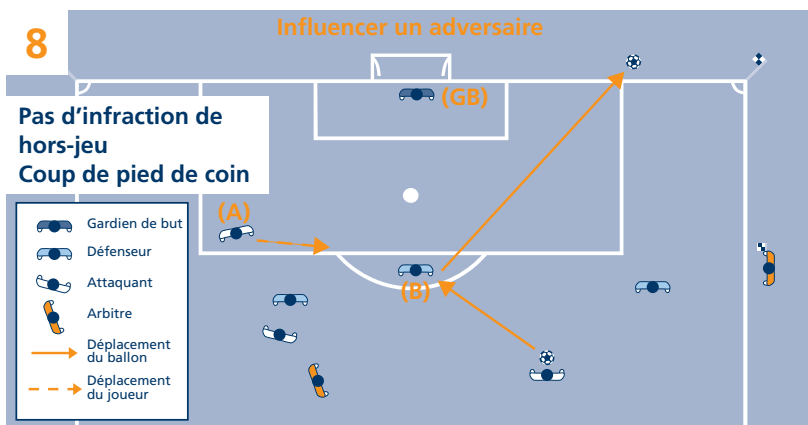 8
Influencer un adversaire
(GB)
Pas d’infraction de
hors-jeu
Coup de pied de coin
(A)
(B)
Gardien de but
Défenseur
Attaquant
Arbitre
Déplacement
du ballon
Déplacement
du joueur